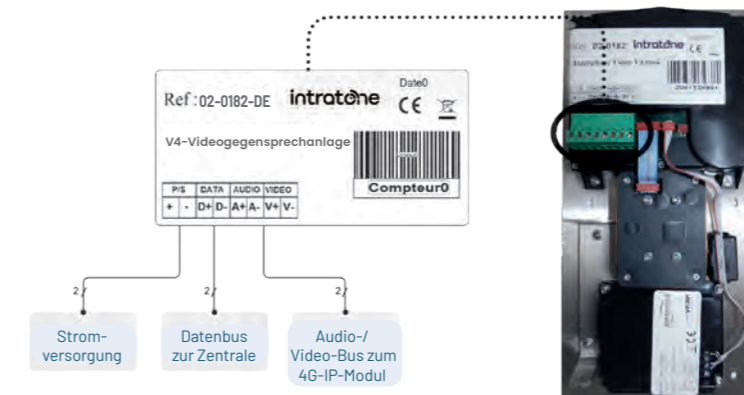 Ref : 02-0182-DE
intratone
Date0
CE
V4-Videogegensprechanlage
Compteur0
P/S DATA AUDIO VIDEO
+ - D+ D- A+ A- V+ V-
2/ 2/ 2/
Strom-
versorgung
Datenbus
zur Zentrale
Audio-/
Video-Bus zum
4G-IP-Modul
02-0182 intratone CE